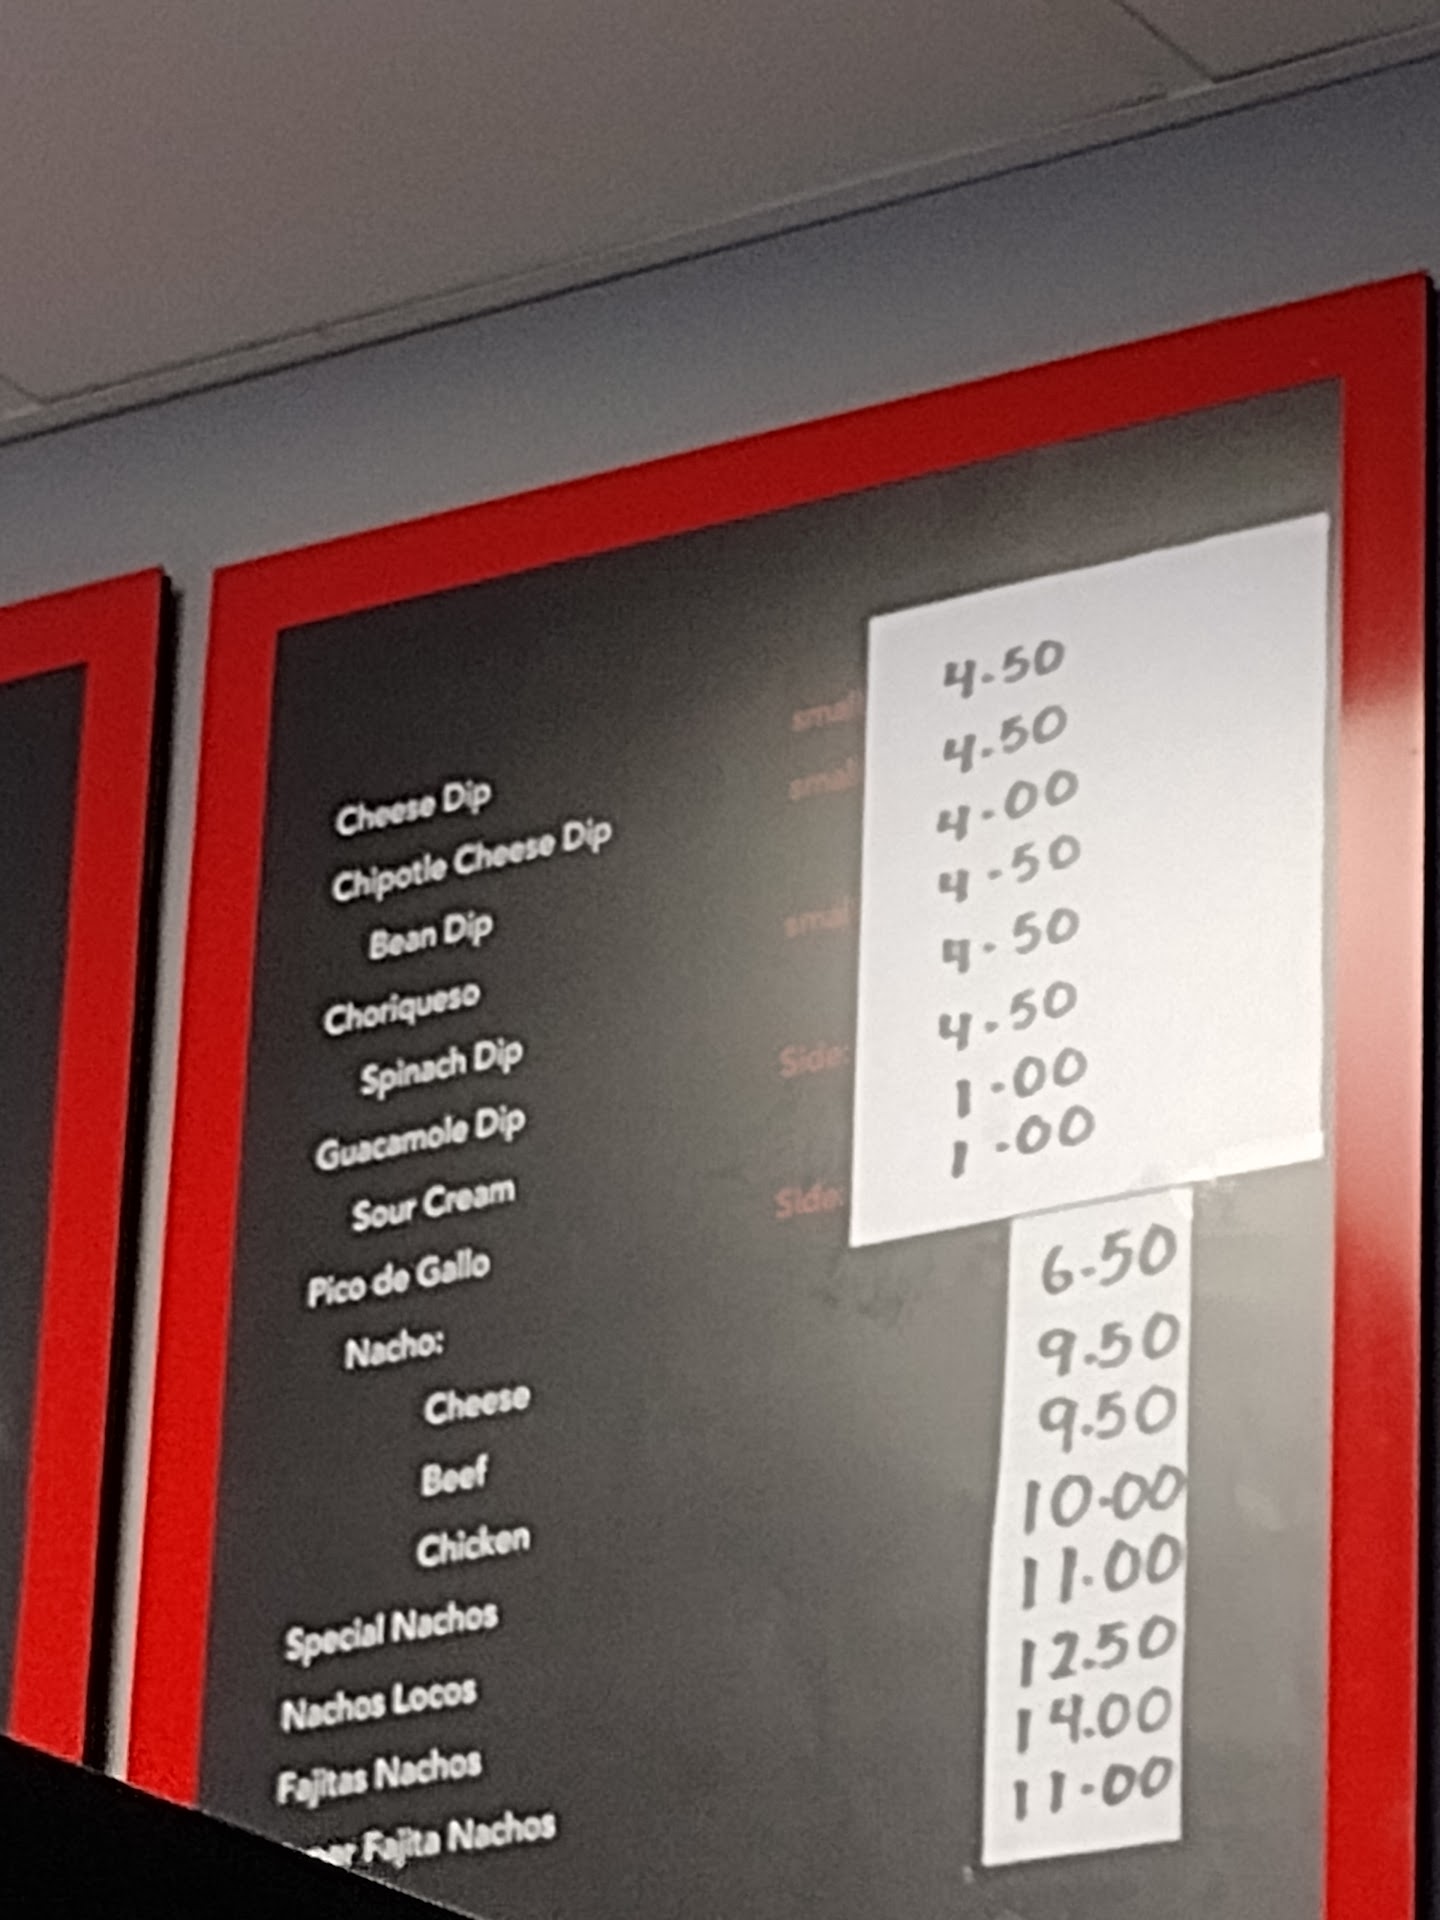 Cheese Dip small 4.50
Chipotle Cheese Dip small 4.50
Bean Dip 4.00
Choriqueso small 4.50
Spinach Dip 4.50
Guacamole Dip Side: 4.50
Sour Cream 1.00
Pico de Gallo Side: 1.00
Nacho:
Cheese 6.50
Beef 9.50
Chicken 9.50
Special Nachos 10.00
Nachos Locos 11.00
Fajitas Nachos 12.50
Fajita Nachos 14.00
11.00